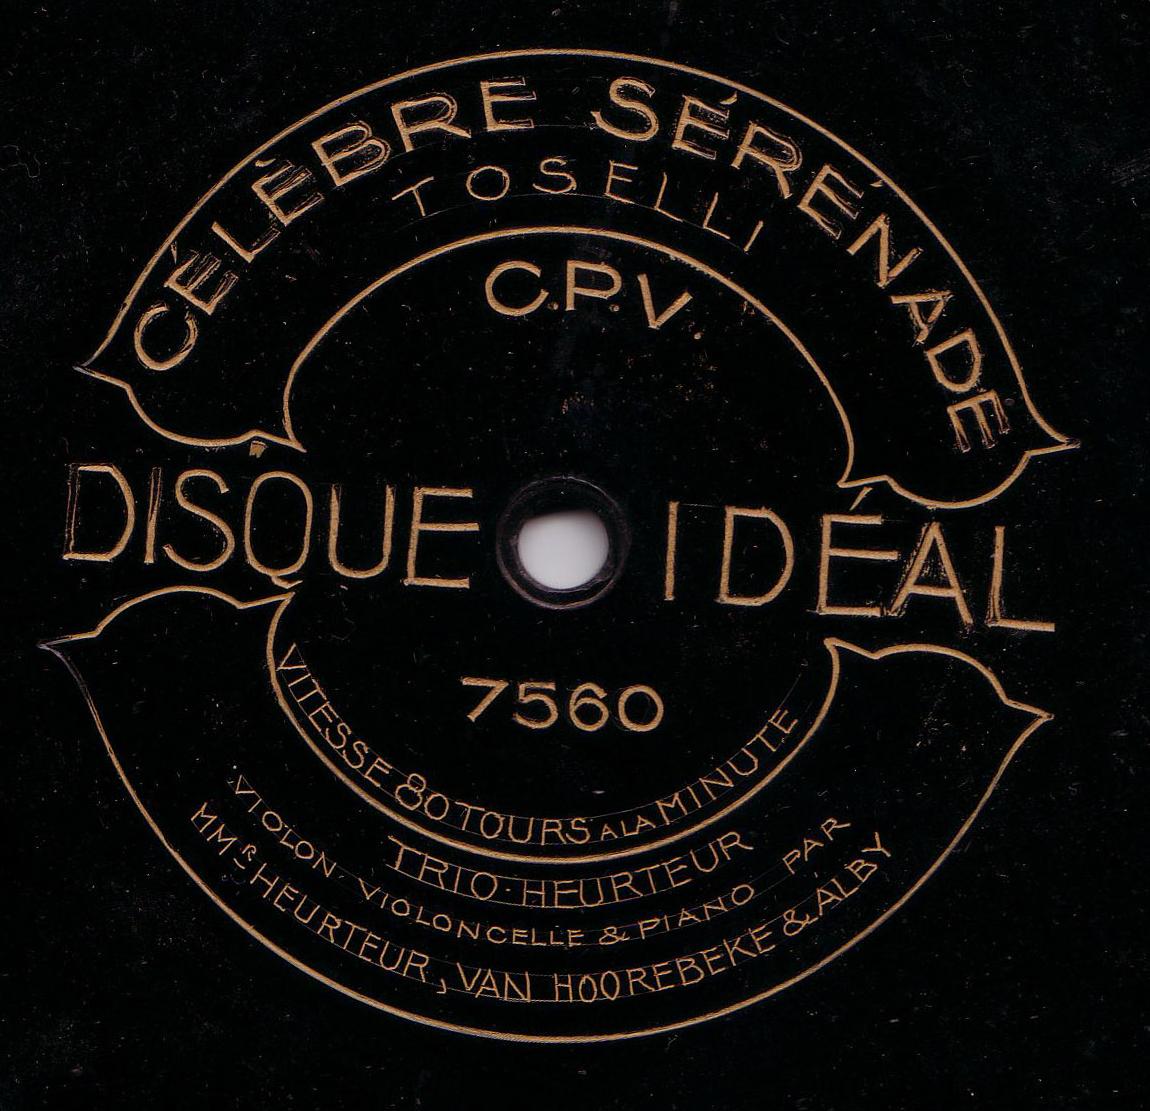 CÉLÈBRE SÉRÉNADE
TOSELLI
C.P.V.
DISQUE IDÉAL
7560
VITESSE 80 TOURS A LA MINUTE
TRIO·HEURTEUR
VIOLON VIOLONCELLE & PIANO PAR
MMRS HEURTEUR, VAN HOOREBEKE & ALBY